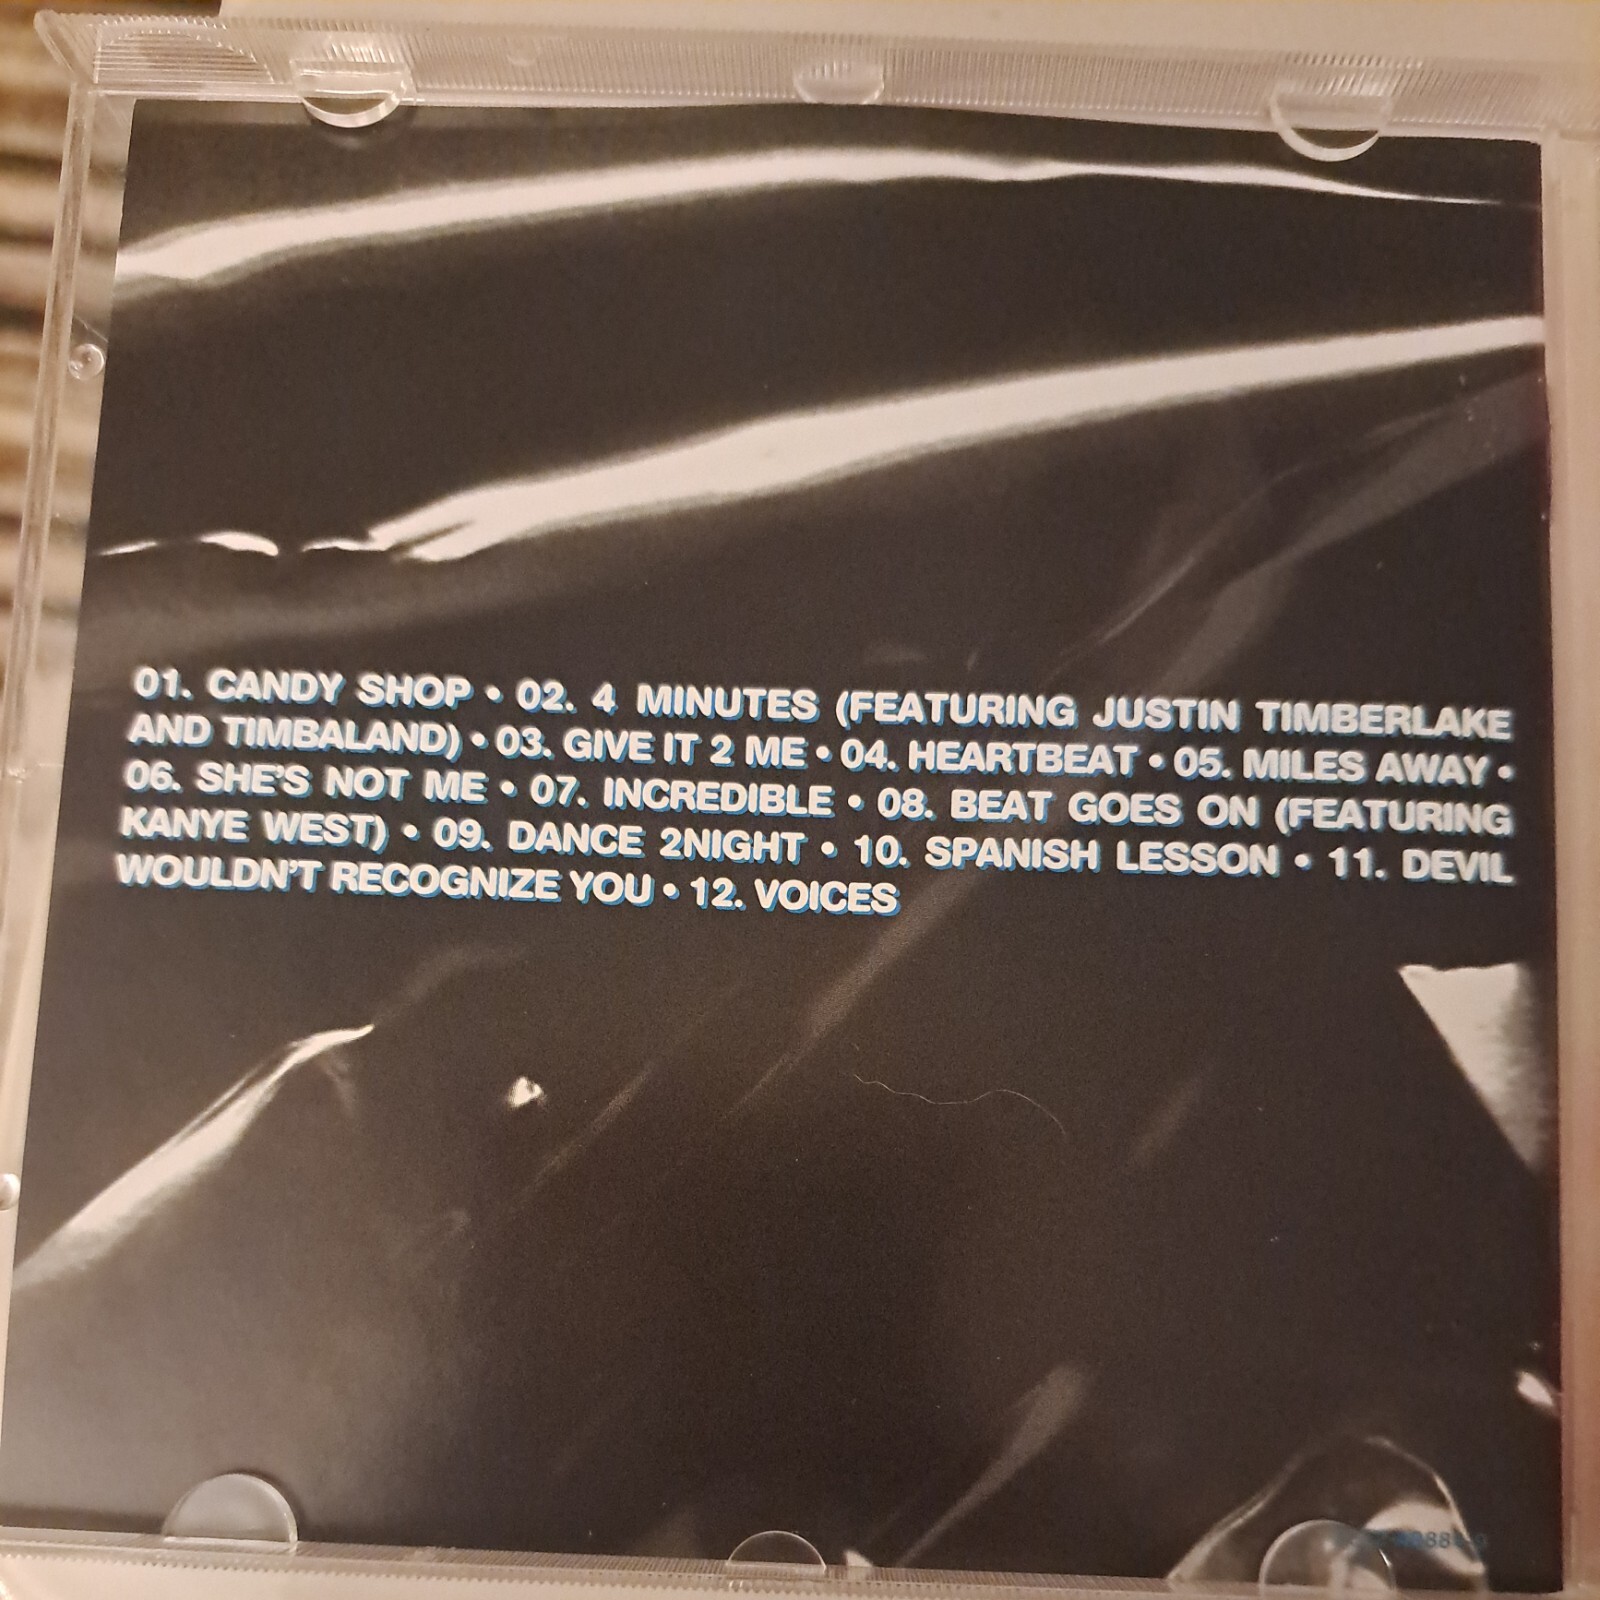 01. CANDY SHOP • 02. 4 MINUTES (FEATURING JUSTIN TIMBERLAKE
AND TIMBALAND) • 03. GIVE IT 2 ME • 04. HEARTBEAT • 05. MILES AWAY •
06. SHE'S NOT ME • 07. INCREDIBLE • 08. BEAT GOES ON (FEATURING
KANYE WEST) • 09. DANCE 2NIGHT • 10. SPANISH LESSON • 11. DEVIL
WOULDN'T RECOGNIZE YOU • 12. VOICES